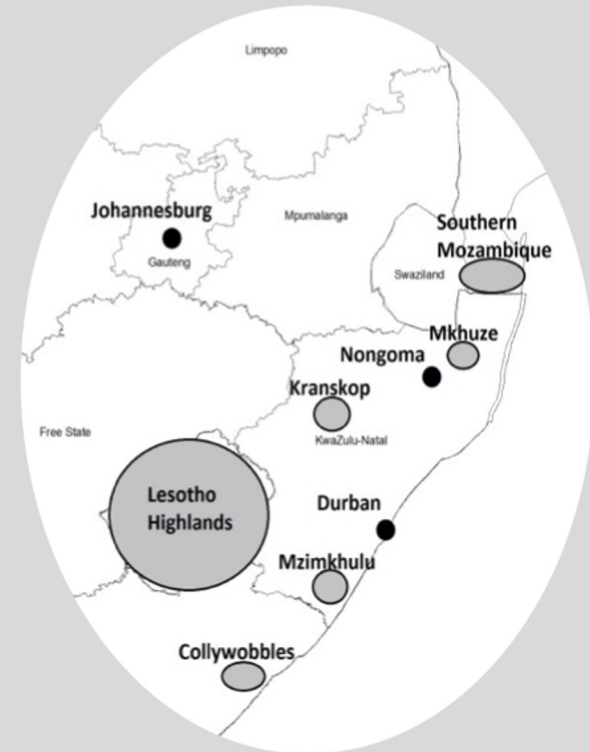 Limpopo
Johannesburg
Gauteng
Mpumalanga
Southern
Mozambique
Swaziland
Mkhuze
Nongoma
Kranskop
KwaZulu-Natal
Free State
Lesotho
Highlands
Durban
Mzimkhulu
Collywobbles